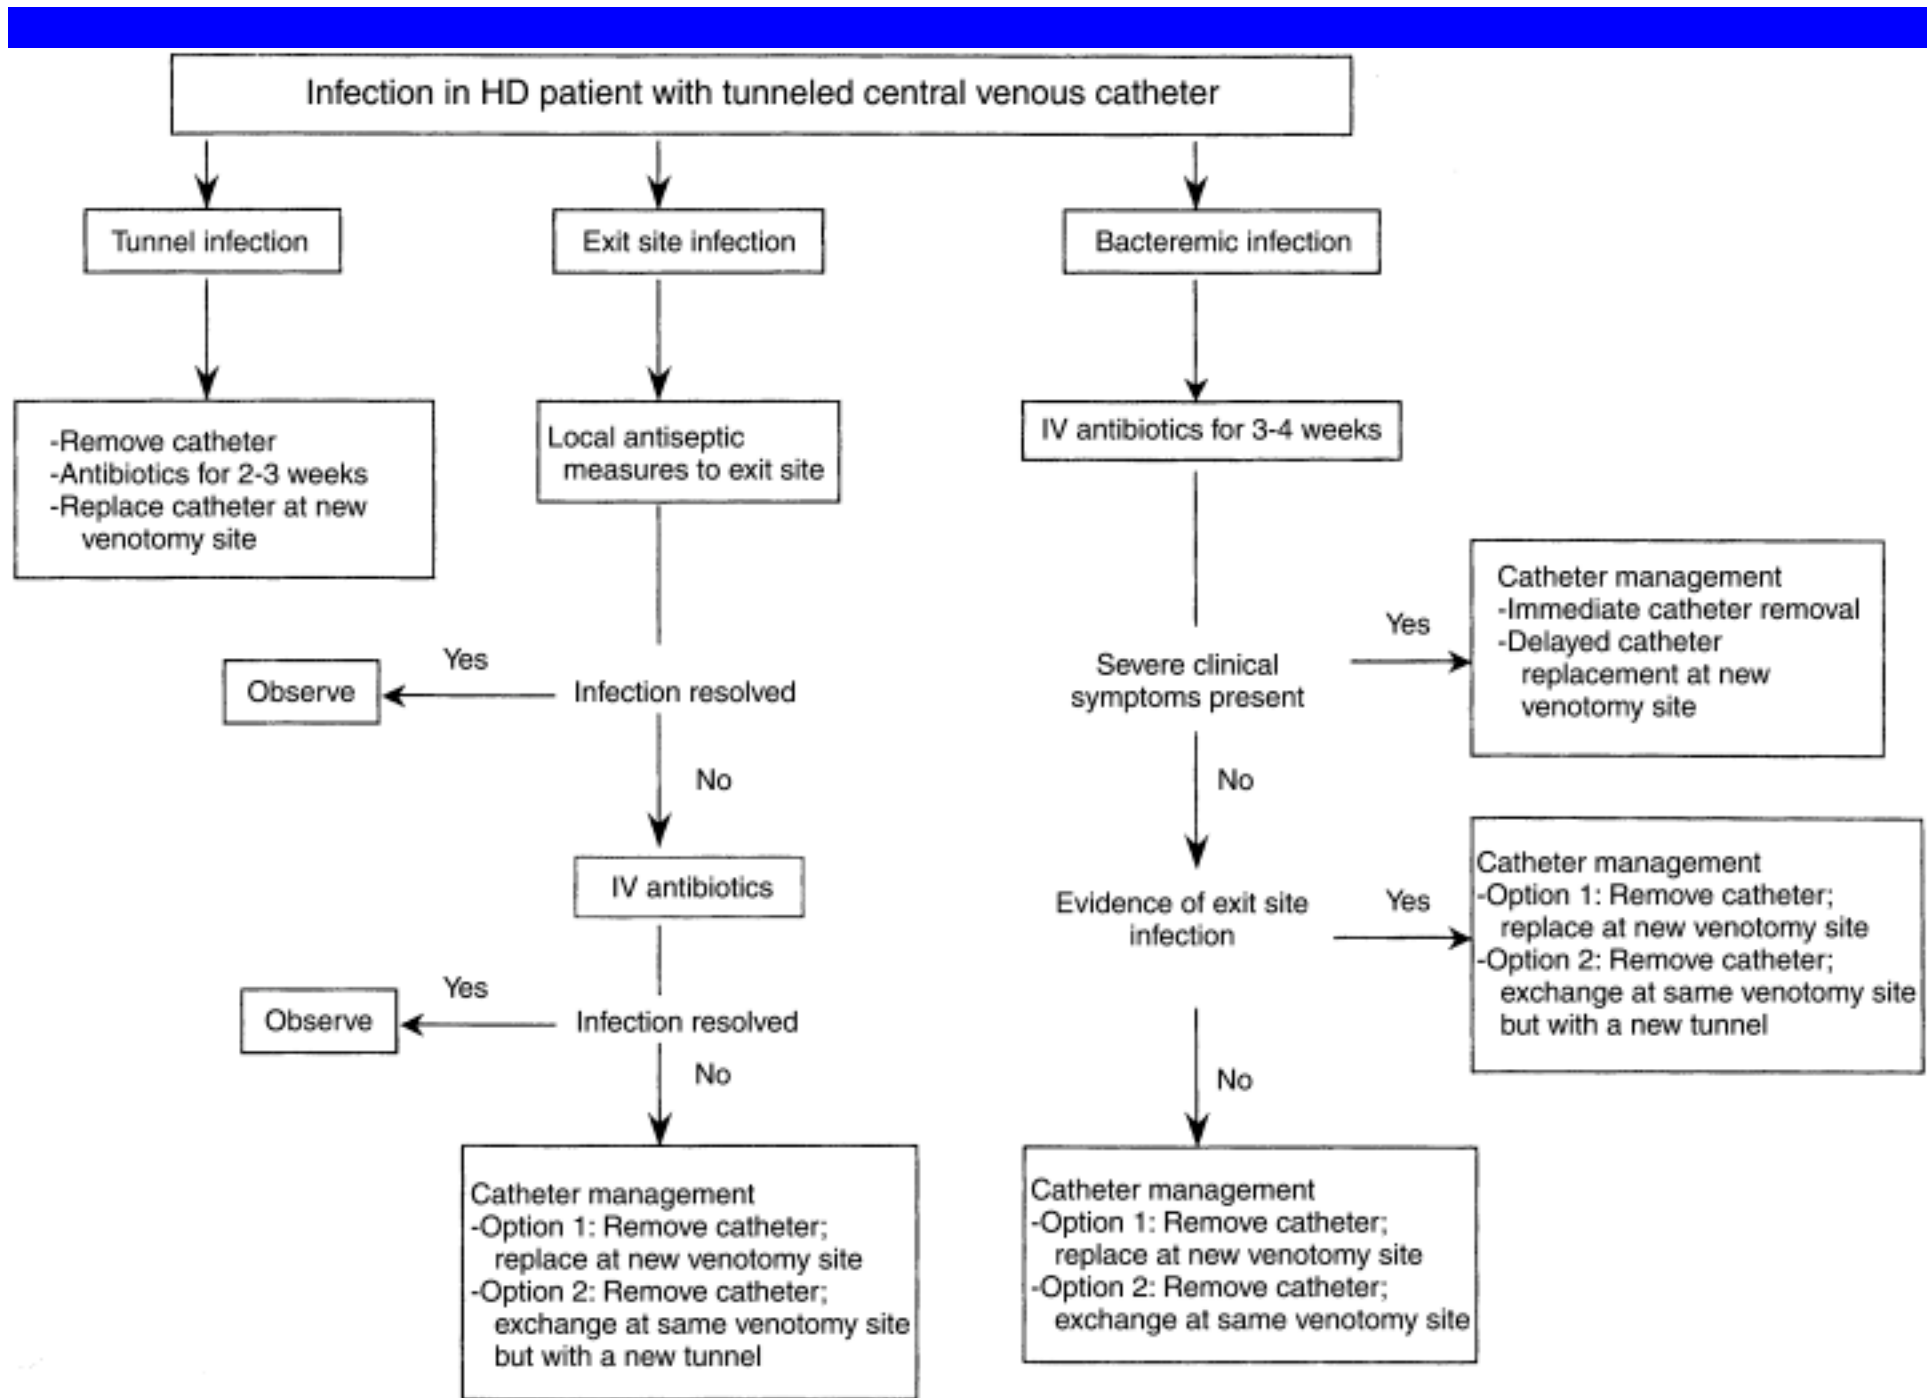 Infection in HD patient with tunneled central venous catheter
Tunnel infection
Exit site infection
Bacteremic infection
-Remove catheter
-Antibiotics for 2-3 weeks
-Replace catheter at new
venotomy site
Local antiseptic
measures to exit site
IV antibiotics for 3-4 weeks
Observe
Yes
Infection resolved
No
Severe clinical
symptoms present
Yes
Catheter management
-Immediate catheter removal
-Delayed catheter
replacement at new
venotomy site
No
IV antibiotics
Evidence of exit site
infection
Yes
Catheter management
-Option 1: Remove catheter;
replace at new venotomy site
-Option 2: Remove catheter;
exchange at same venotomy site
but with a new tunnel
Observe
Yes
Infection resolved
No
No
Catheter management
-Option 1: Remove catheter;
replace at new venotomy site
-Option 2: Remove catheter;
exchange at same venotomy site
but with a new tunnel
Catheter management
-Option 1: Remove catheter;
replace at new venotomy site
-Option 2: Remove catheter;
exchange at same venotomy site